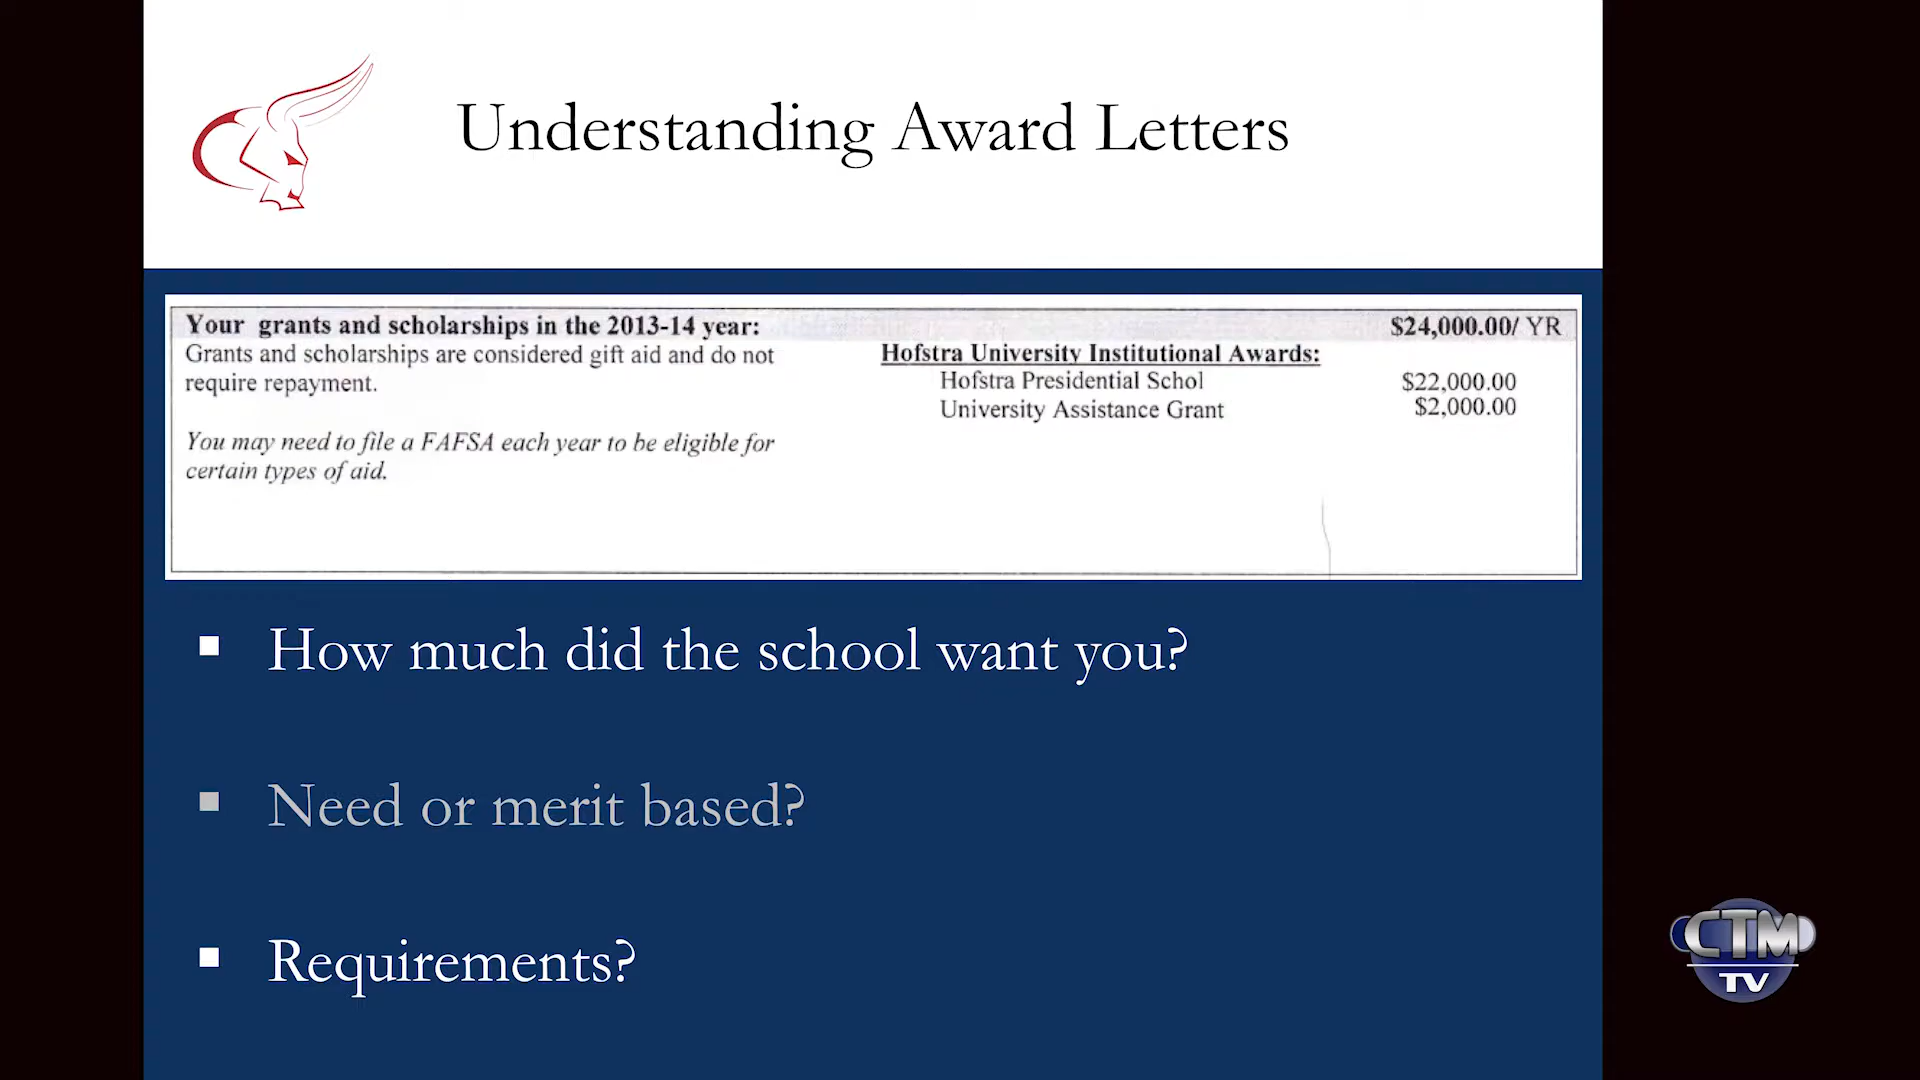 Understanding Award Letters
Your grants and scholarships in the 2013-14 year:
$24,000.00/ YR
Grants and scholarships are considered gift aid and do not
require repayment.
You may need to file a FAFSA each year to be eligible for
certain types of aid.
Hofstra University Institutional Awards:
Hofstra Presidential Schol
$22,000.00
University Assistance Grant
$2,000.00
How much did the school want you?
Need or merit based?
Requirements?
CTM
TV